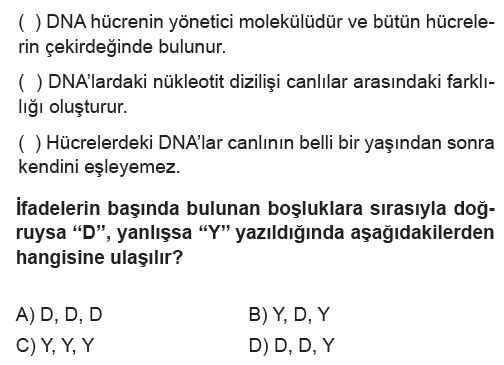 (  ) DNA hücrenin yönetici molekülüdür ve bütün hücrele-
rin çekirdeğinde bulunur.
(  ) DNA’lardaki nükleotit dizilişi canlılar arasındaki farklı-
lığı oluşturur.
(  ) Hücrelerdeki DNA’lar canlının belli bir yaşından sonra
kendini eşleyemez.
İfadelerin başında bulunan boşluklara sırasıyla doğ-
ruysa “D”, yanlışsa “Y” yazıldığında aşağıdakilerden
hangisine ulaşılır?
A) D, D, D B) Y, D, Y
C) Y, Y, Y D) D, D, Y